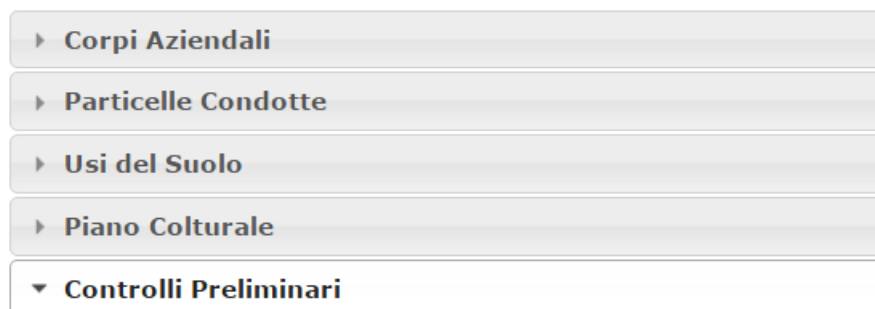 Corpi Aziendali
Particelle Condotte
Usi del Suolo
Piano Colturale
Controlli Preliminari